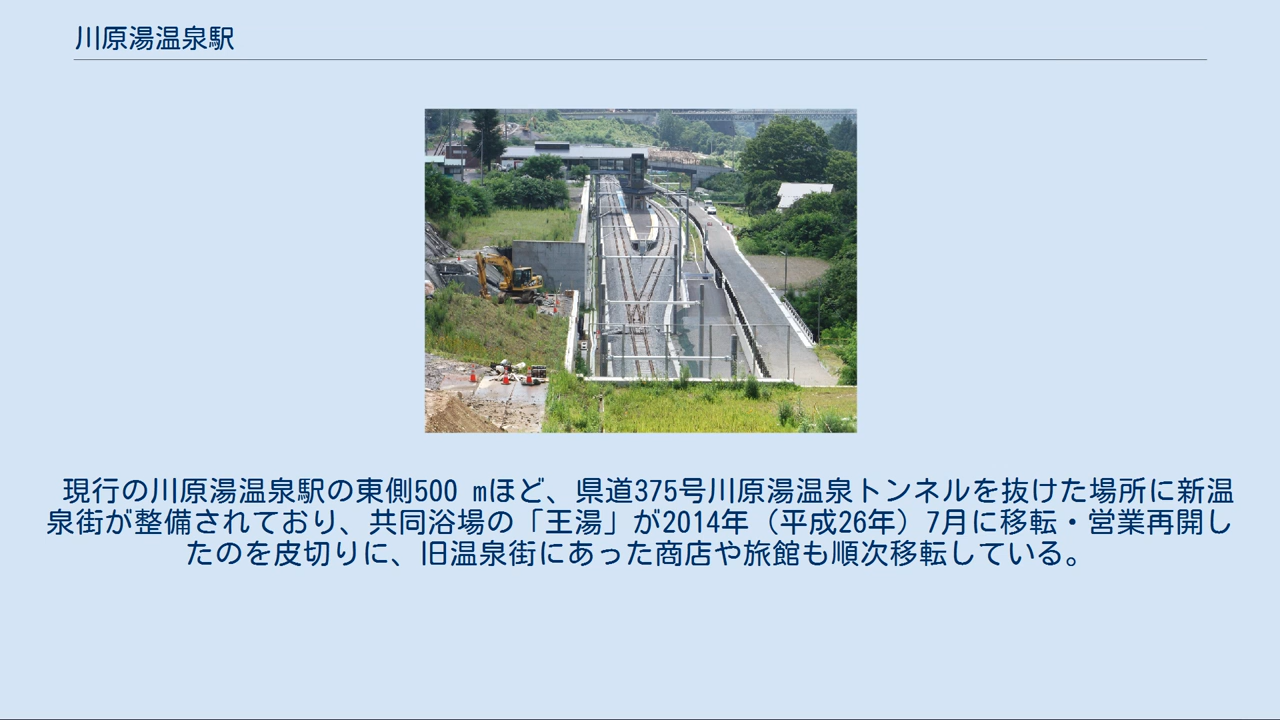 川原湯温泉駅
現行の川原湯温泉駅の東側500 mほど、県道375号川原湯温泉トンネルを抜けた場所に新温
泉街が整備されており、共同浴場の「王湯」が2014年（平成26年）7月に移転・営業再開し
たのを皮切りに、旧温泉街にあった商店や旅館も順次移転している。